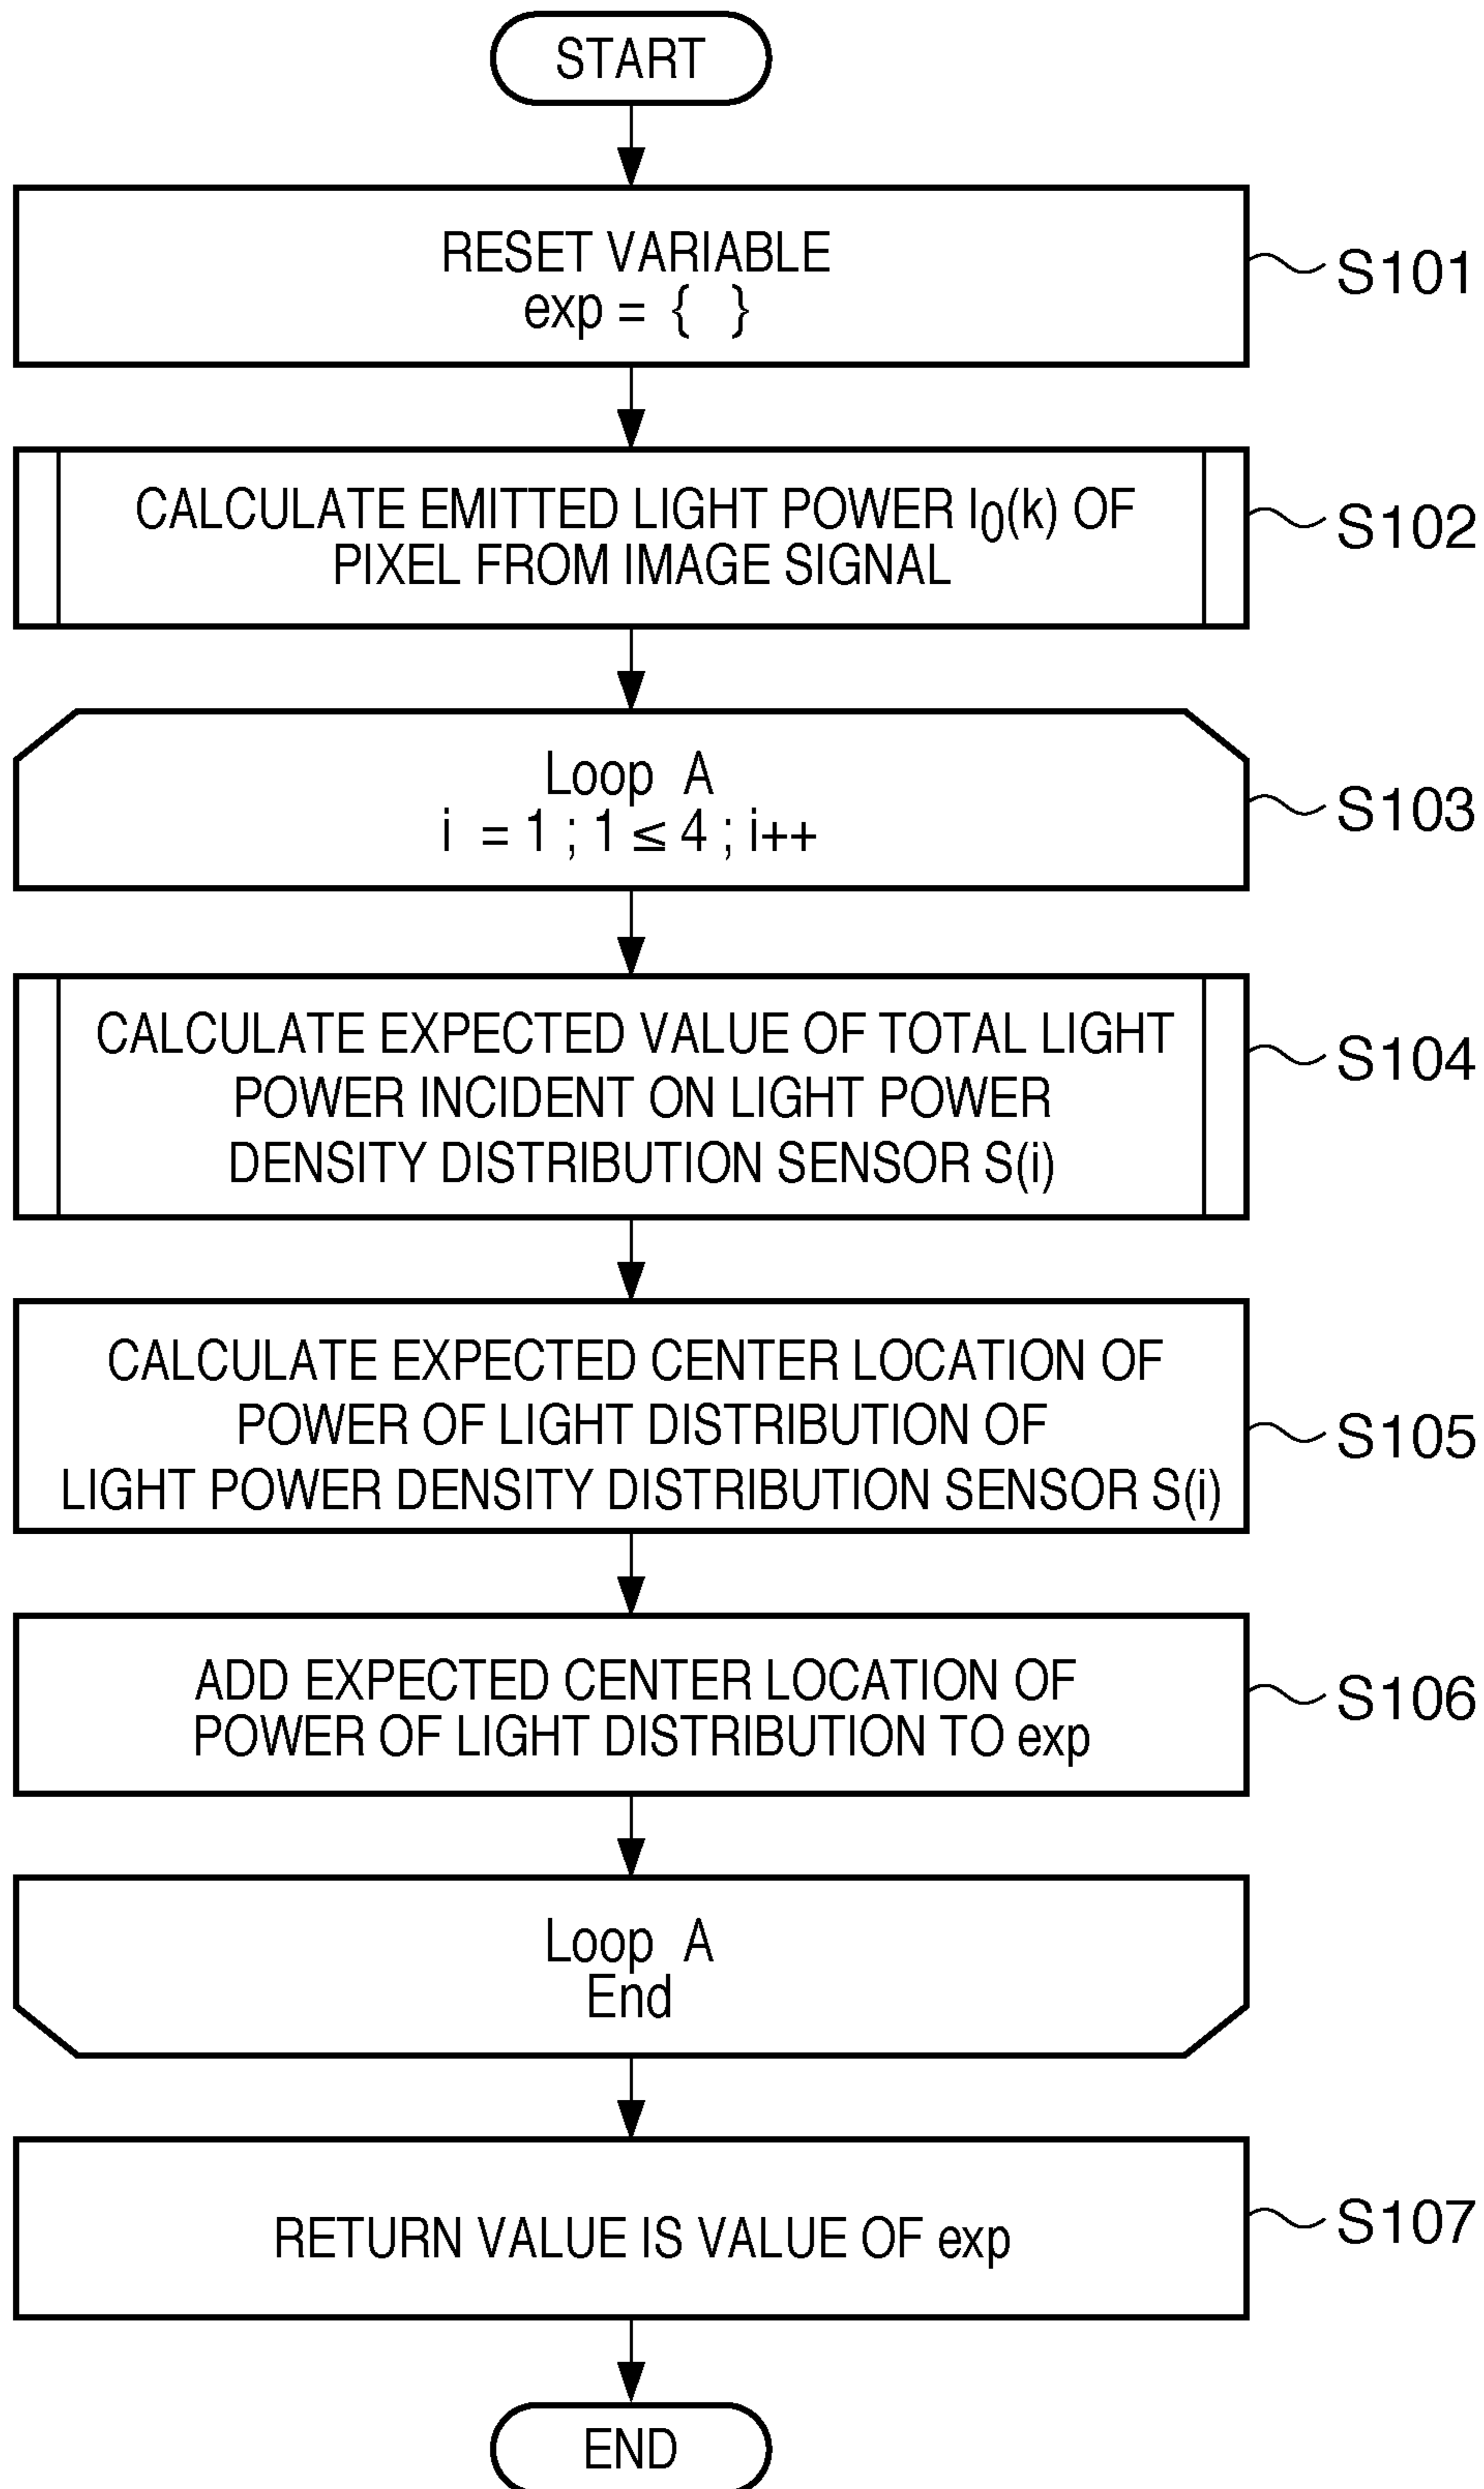 START
RESET VARIABLE
exp = { }
S101
CALCULATE EMITTED LIGHT POWER I0(k) OF
PIXEL FROM IMAGE SIGNAL
S102
Loop A
i = 1 ; 1 ≤ 4 ; i++
S103
CALCULATE EXPECTED VALUE OF TOTAL LIGHT
POWER INCIDENT ON LIGHT POWER
DENSITY DISTRIBUTION SENSOR S(i)
S104
CALCULATE EXPECTED CENTER LOCATION OF
POWER OF LIGHT DISTRIBUTION OF
LIGHT POWER DENSITY DISTRIBUTION SENSOR S(i)
S105
ADD EXPECTED CENTER LOCATION OF
POWER OF LIGHT DISTRIBUTION TO exp
S106
Loop A
End
RETURN VALUE IS VALUE OF exp
S107
END